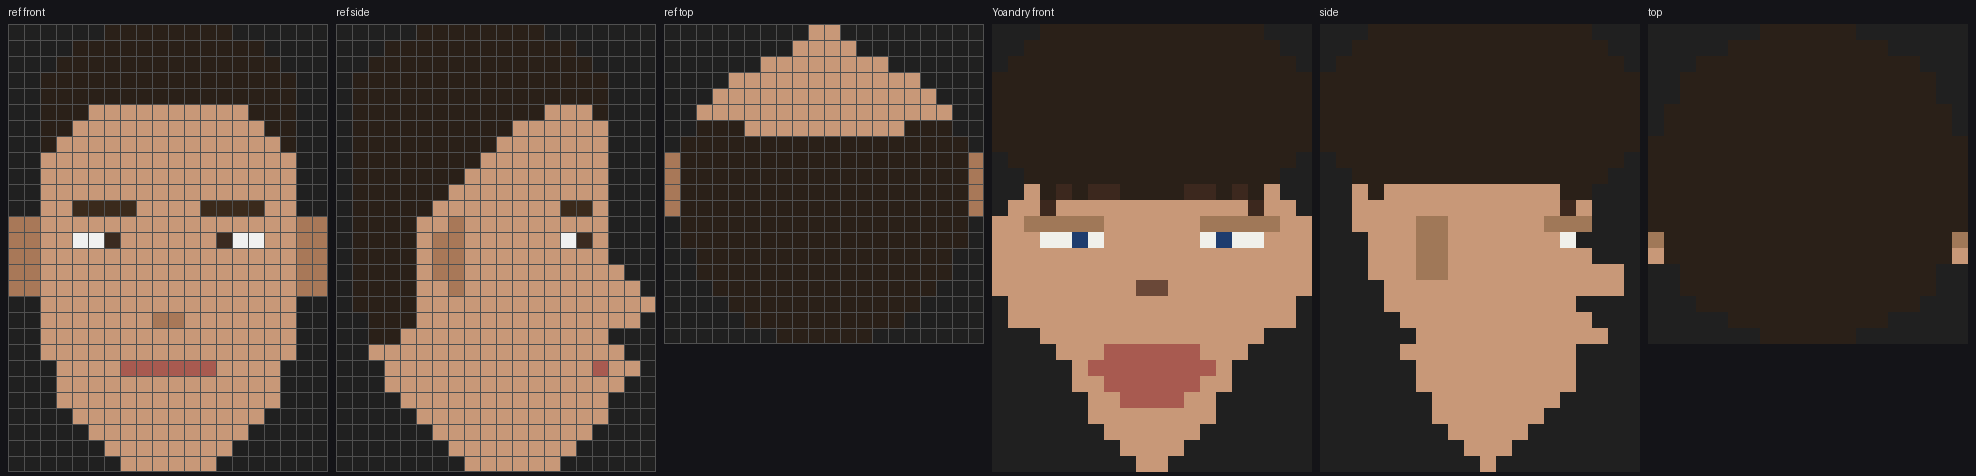 ref front
ref side
ref top
Yoandry front
side
top